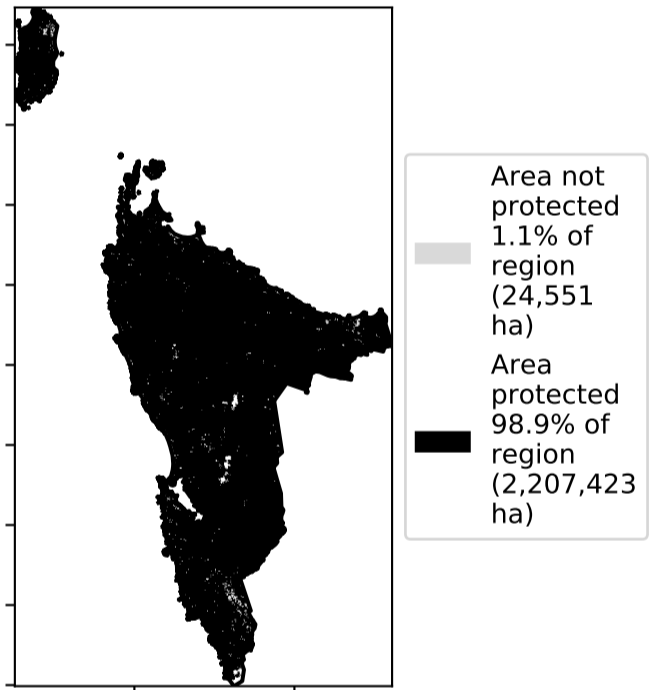 Area not
protected
1.1% of
region
(24,551
ha)
Area
protected
98.9% of
region
(2,207,423
ha)